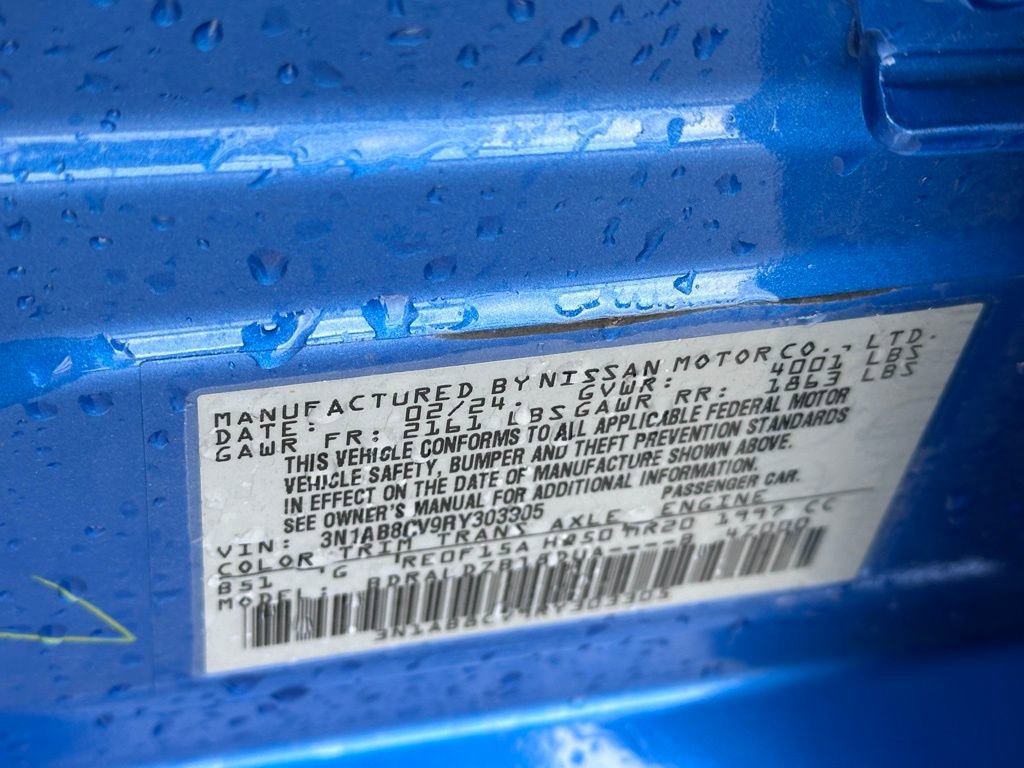 MANUFACTURED BY NISSAN MOTOR CO., LTD.
DATE: 02/24. GVWR: 4001 LBS
GAWR FR: 2161 LBS GAWR RR: 1863 LBS
THIS VEHICLE CONFORMS TO ALL APPLICABLE FEDERAL MOTOR
VEHICLE SAFETY, BUMPER AND THEFT PREVENTION STANDARDS
IN EFFECT ON THE DATE OF MANUFACTURE SHOWN ABOVE.
SEE OWNER'S MANUAL FOR ADDITIONAL INFORMATION.
VIN: 3N1AB8CV9RY303305 PASSENGER CAR.
COLOR TRIM TRANS AXLE ENGINE
B51 G RE0F15A HQ50 MR20 1997 CC
MODEL:
3N1AB8CV9RY303305